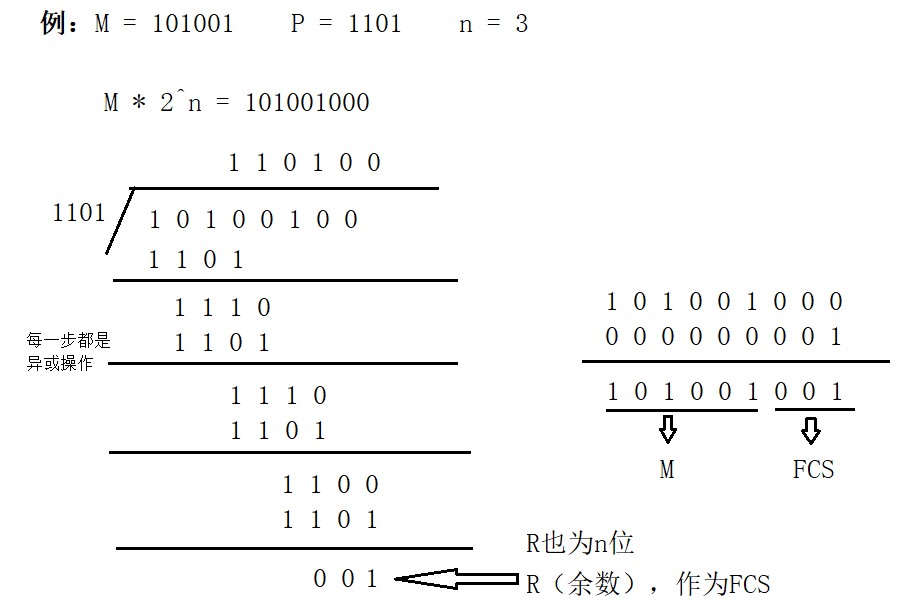 例：M = 101001 P = 1101 n = 3
M * 2^n = 101001000
1 1 0 1 0 0
1101
1 0 1 0 0 1 0 0
1 1 0 1
1 1 1 0
每一步都是
异或操作
1 1 0 1
1 1 1 0
1 1 0 1
1 1 0 0
1 1 0 1
0 0 1
R也为n位
R（余数），作为FCS
1 0 1 0 0 1 0 0 0
0 0 0 0 0 0 0 0 1
1 0 1 0 0 1 0 0 1
M FCS